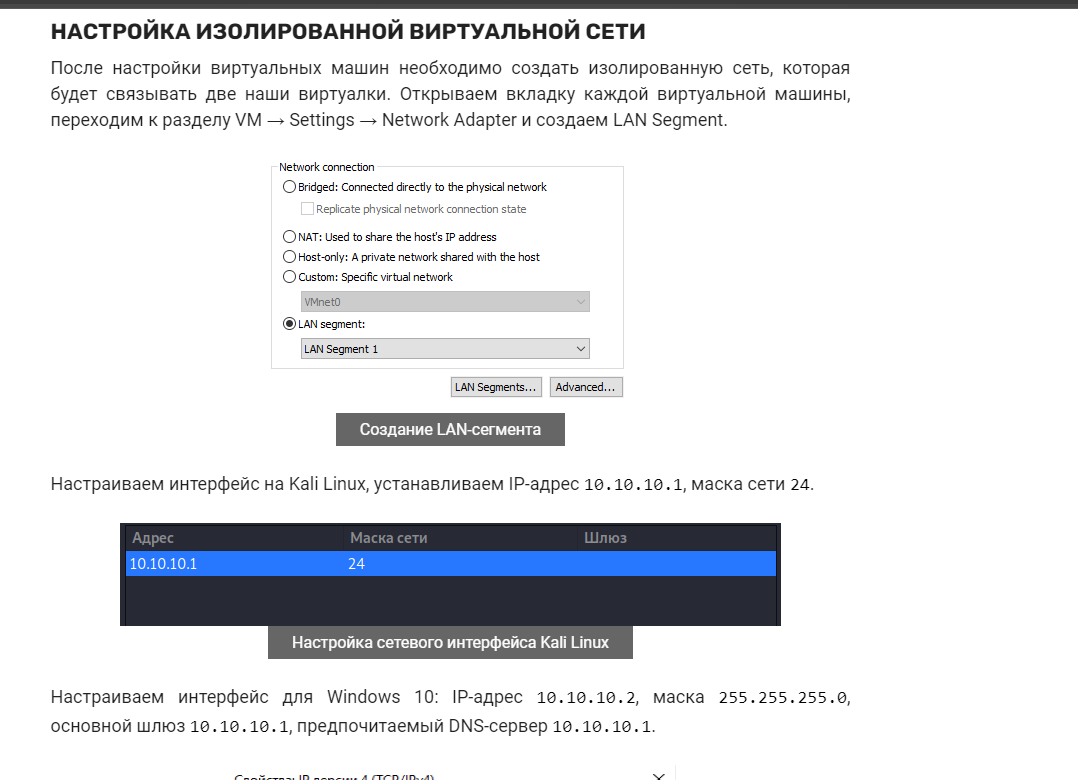 НАСТРОЙКА ИЗОЛИРОВАННОЙ ВИРТУАЛЬНОЙ СЕТИ
После настройки виртуальных машин необходимо создать изолированную сеть, которая
будет связывать две наши виртуалки. Открываем вкладку каждой виртуальной машины,
переходим к разделу VM → Settings → Network Adapter и создаем LAN Segment.
Network connection
Bridged: Connected directly to the physical network
Replicate physical network connection state
NAT: Used to share the host's IP address
Host-only: A private network shared with the host
Custom: Specific virtual network
VMnet0
LAN segment:
LAN Segment 1
LAN Segments... Advanced...
Создание LAN-сегмента
Настраиваем интерфейс на Kali Linux, устанавливаем IP-адрес 10.10.10.1, маска сети 24.
Адрес Маска сети Шлюз
10.10.10.1 24
Настройка сетевого интерфейса Kali Linux
Настраиваем интерфейс для Windows 10: IP-адрес 10.10.10.2, маска 255.255.255.0,
основной шлюз 10.10.10.1, предпочитаемый DNS-сервер 10.10.10.1.
Свойства: IP версии 4 (TCP/IPv4)